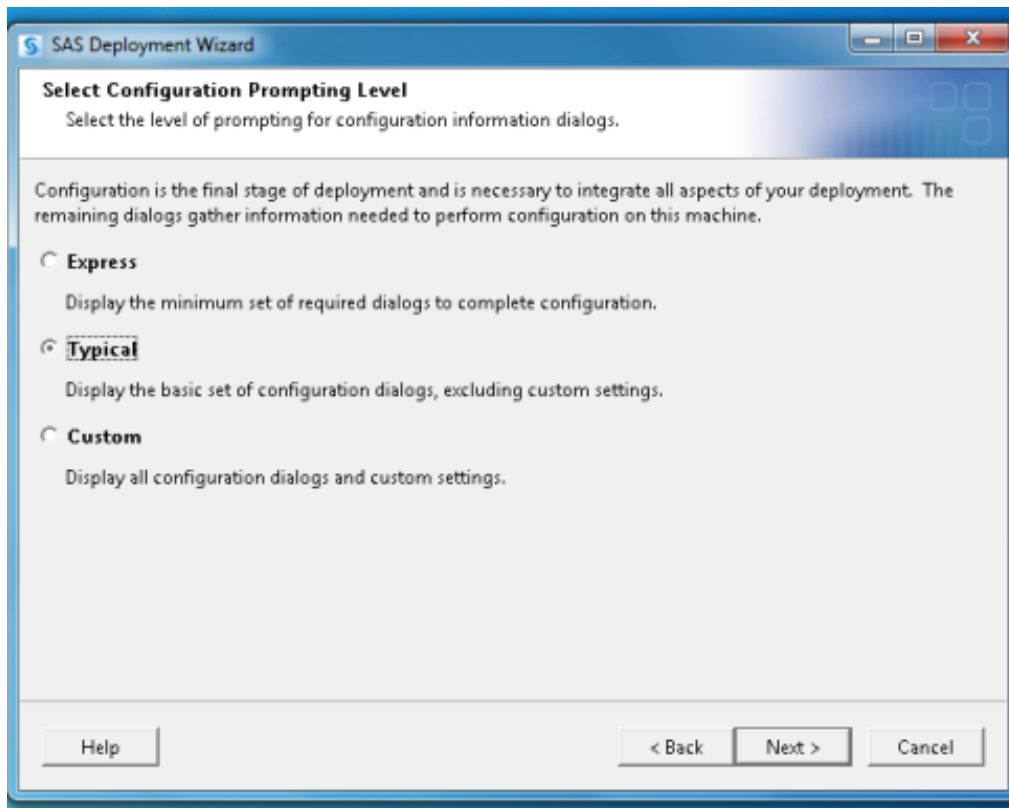 SAS Deployment Wizard
Select Configuration Prompting Level
Select the level of prompting for configuration information dialogs.
Configuration is the final stage of deployment and is necessary to integrate all aspects of your deployment. The
remaining dialogs gather information needed to perform configuration on this machine.
Express
Display the minimum set of required dialogs to complete configuration.
Typical
Display the basic set of configuration dialogs, excluding custom settings.
Custom
Display all configuration dialogs and custom settings.
Help
< Back
Next >
Cancel